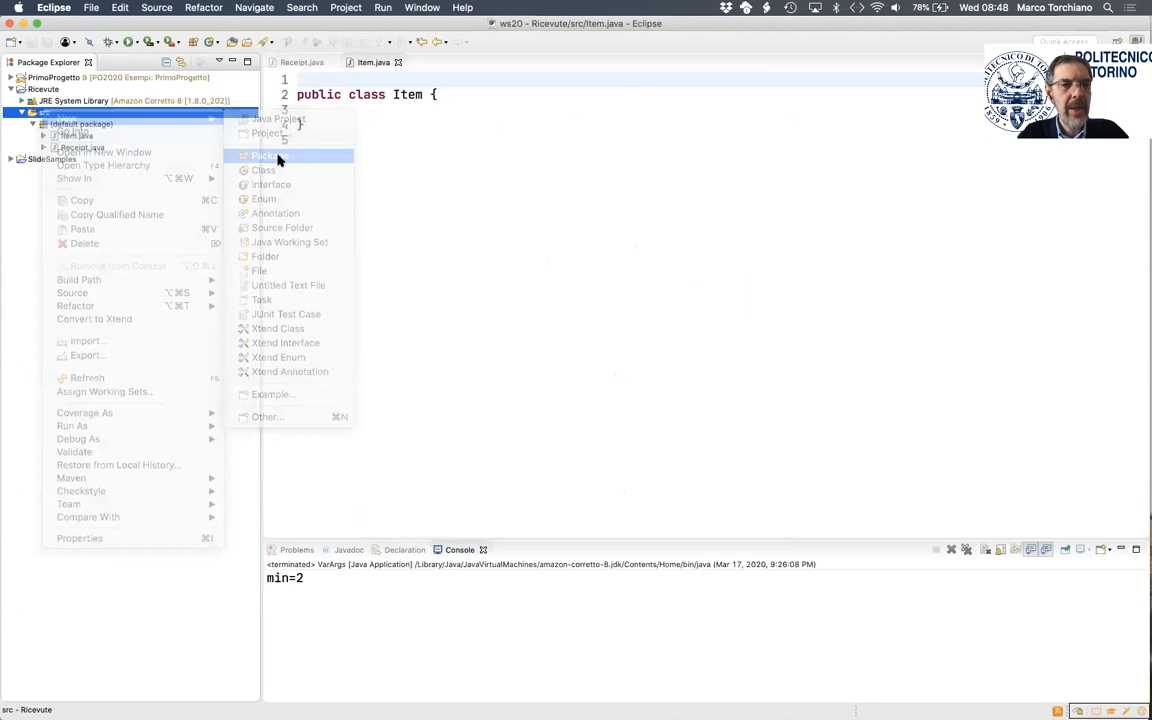 Eclipse File Edit Source Refactor Navigate Search Project Run Window Help 78% Wed 08:48 Marco Torchiano
ws20 - Ricevute/src/Item.java - Eclipse
Quick Access
Package Explorer
Receipt.java
Item.java
POLITECNICO
TORINO
PrimoProgetto 9 [PO2020 Esempi: PrimoProgetto]
Ricevute
JRE System Library [Amazon Corretto 8 [1.8.0_202]]
src
(default package)
Item.java
Receipt.java
SlideSamples
1
2 public class Item {
3
4 }
5
New
Go Into
Open in New Window
Open Type Hierarchy F4
Show In ⌥⌘W
Copy ⌘C
Copy Qualified Name
Paste ⌘V
Delete
Remove from Context
Build Path
Source ⌥⌘S
Refactor ⌥⌘T
Convert to Xtend
Import...
Export...
Refresh F5
Assign Working Sets...
Coverage As
Run As
Debug As
Validate
Restore from Local History...
Maven
Checkstyle
Team
Compare With
Properties ⌘I
Java Project
Project...
Package
Class
Interface
Enum
Annotation
Source Folder
Java Working Set
Folder
File
Untitled Text File
Task
JUnit Test Case
Xtend Class
Xtend Interface
Xtend Enum
Xtend Annotation
Example...
Other... ⌘N
Problems Javadoc Declaration Console
<terminated> VarArgs [Java Application] /Library/Java/JavaVirtualMachines/amazon-corretto-8.jdk/Contents/Home/bin/java (Mar 17, 2020, 9:26:08 PM)
min=2
src - Ricevute